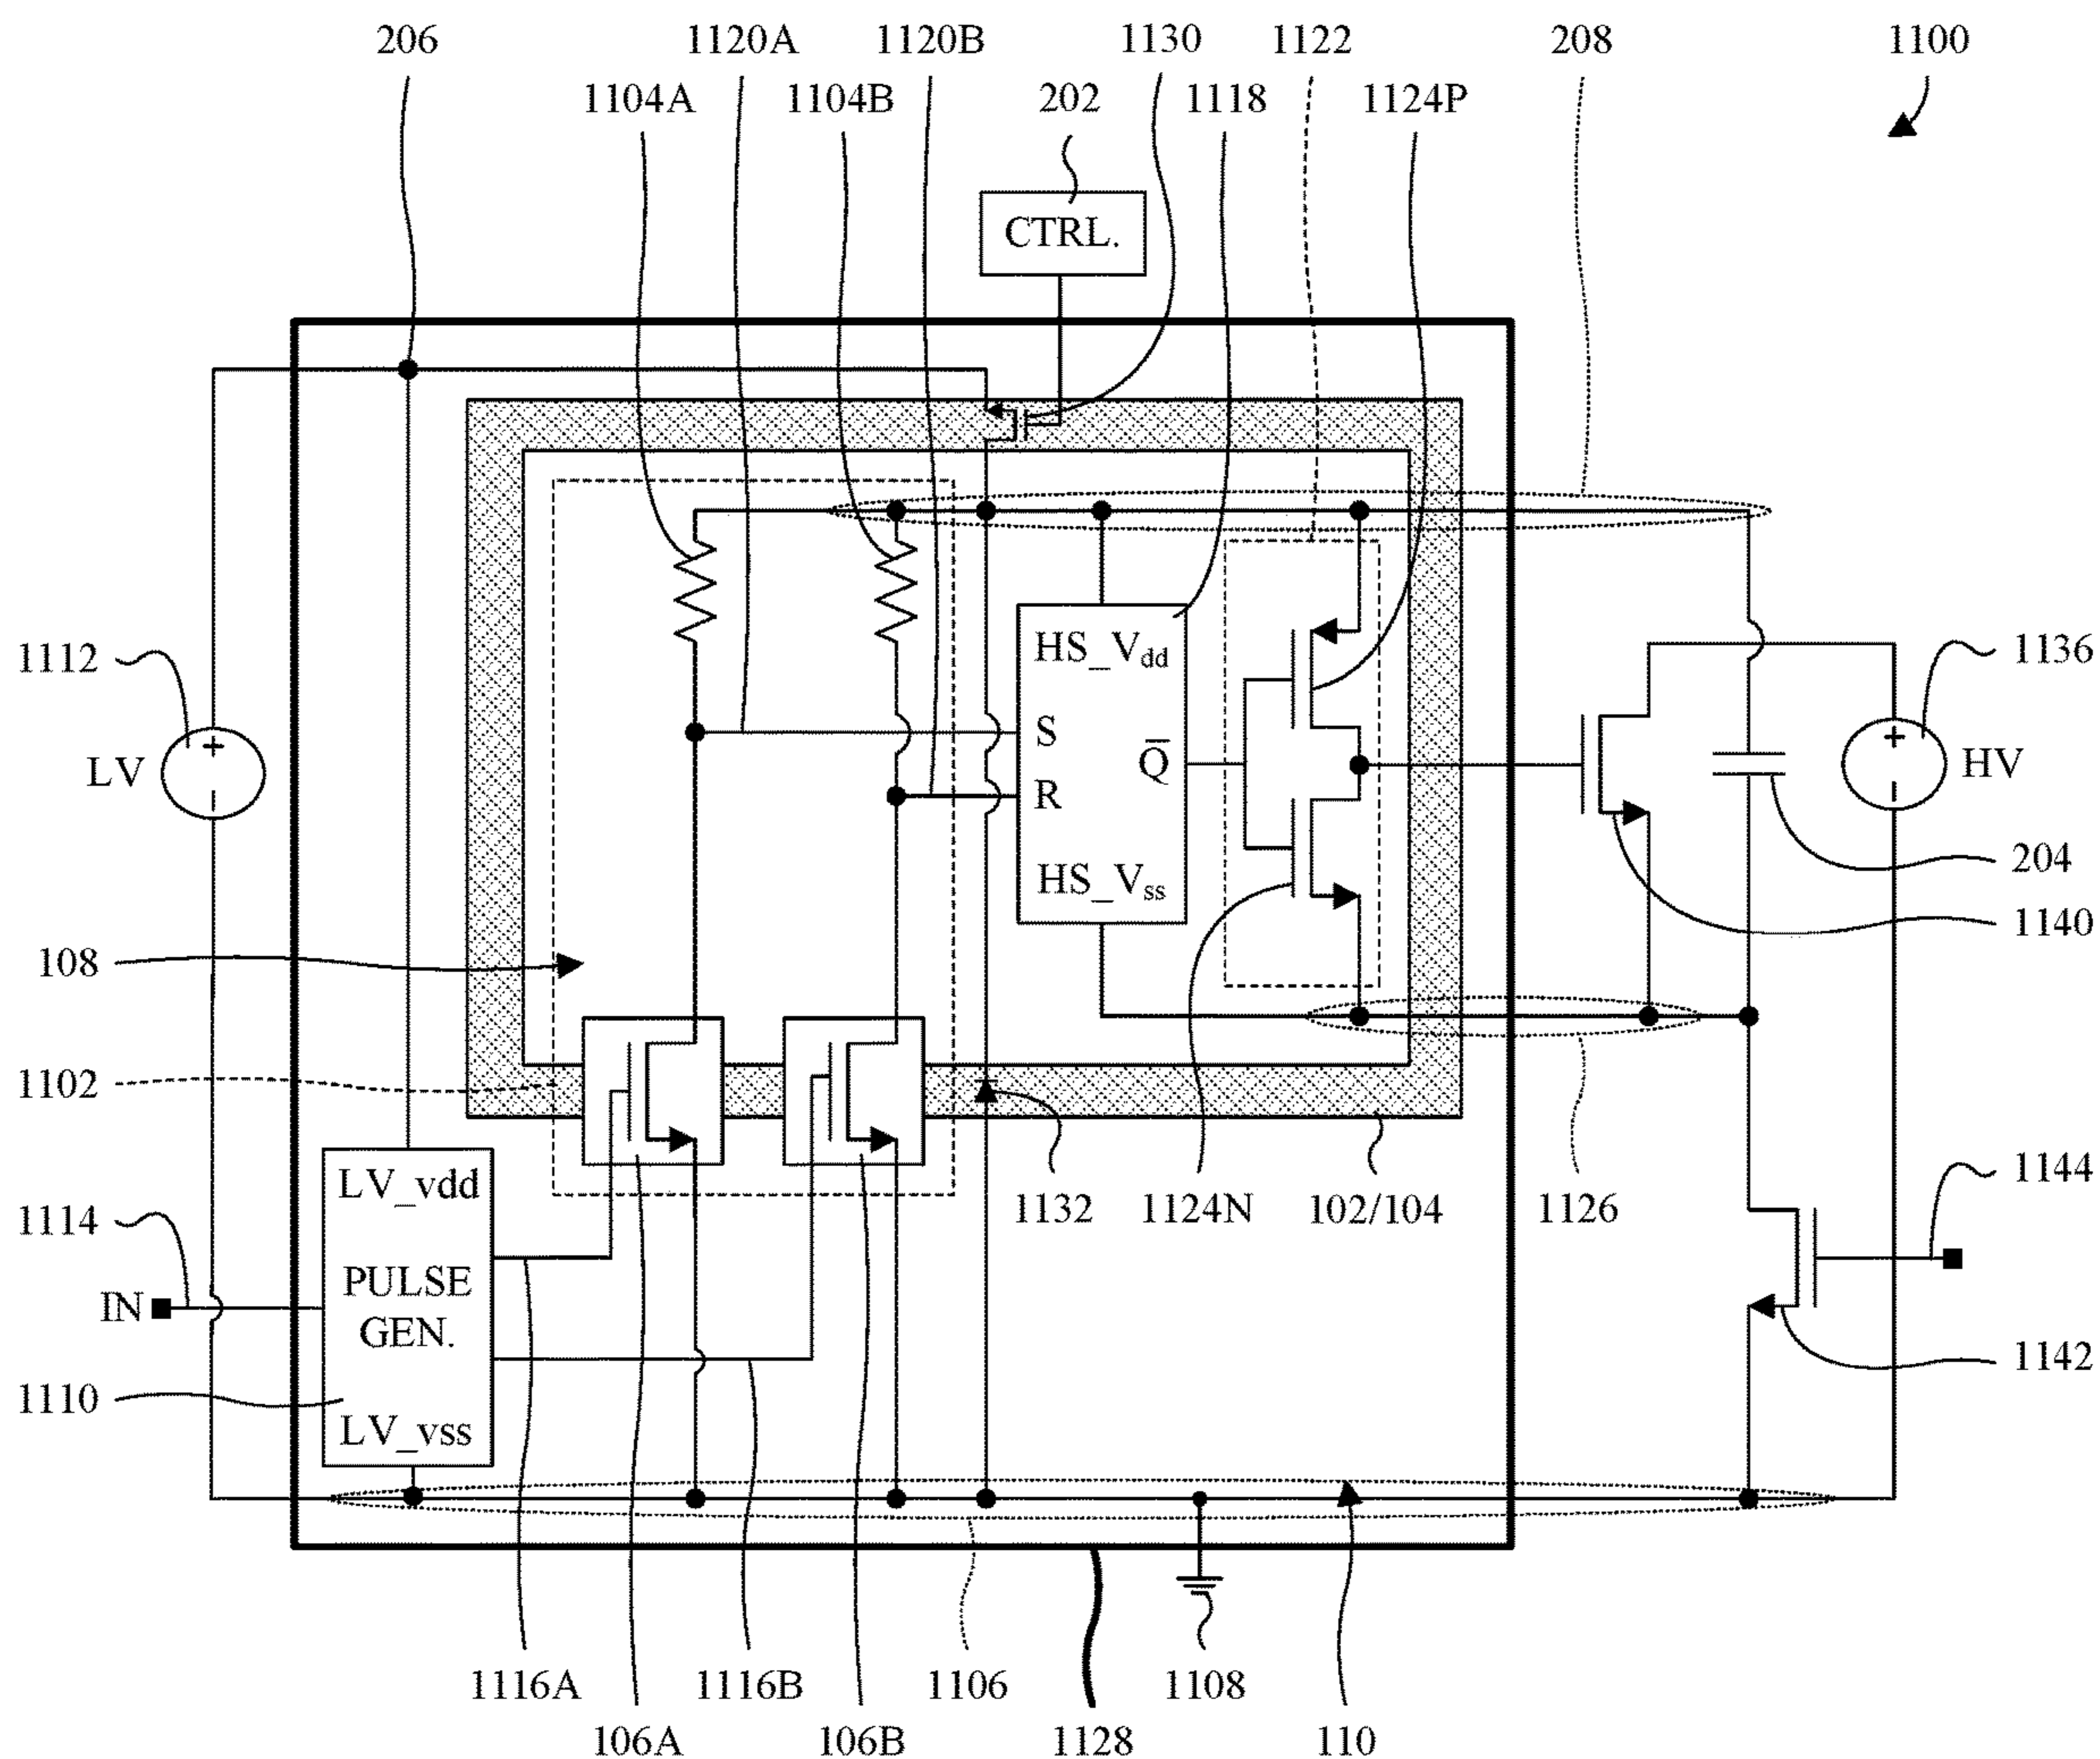 206
1120A
1120B
1130
1122
208
1100
1104A
1104B
202
1118
1124P
CTRL.
1112
LV
+
−
HS_Vdd
S
Q̅
R
HS_Vss
+
−
HV
1136
204
1140
108
1102
1132
1124N
102/104
1126
1144
1114
IN
LV_vdd
PULSE
GEN.
LV_vss
1110
1142
1116A
1116B
1106
1108
106A
106B
1128
110